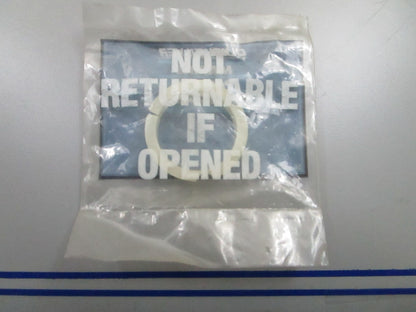 NOT
RETURNABLE
IF
OPENED